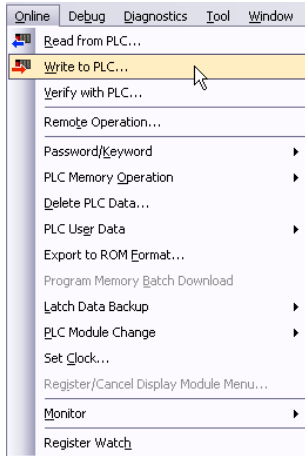 Online Debug Diagnostics Tool Window
Read from PLC...
Write to PLC...
Verify with PLC...
Remote Operation...
Password/Keyword
PLC Memory Operation
Delete PLC Data...
PLC User Data
Export to ROM Format...
Program Memory Batch Download
Latch Data Backup
PLC Module Change
Set Clock...
Register/Cancel Display Module Menu...
Monitor
Register Watch